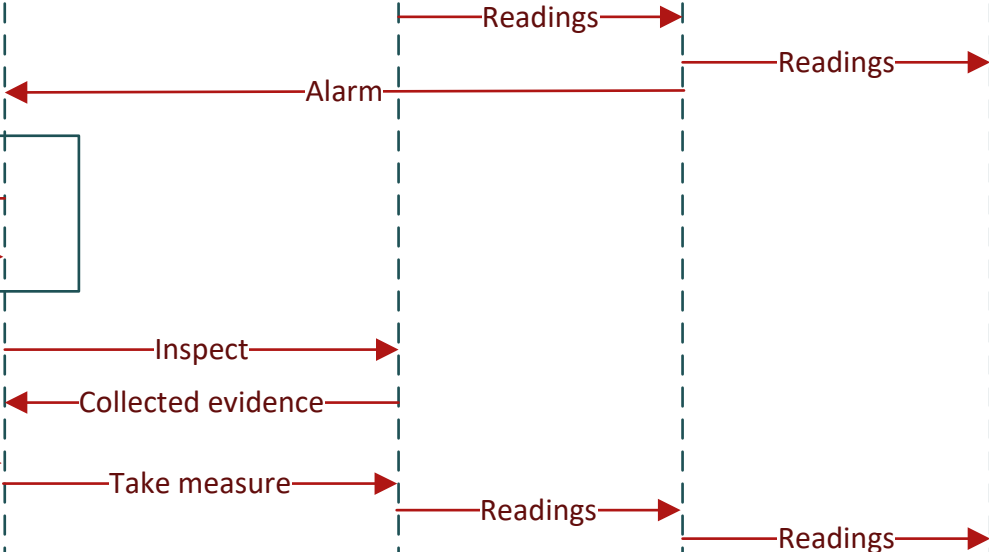 Readings
Readings
Alarm
Inspect
Collected evidence
Take measure
Readings
Readings